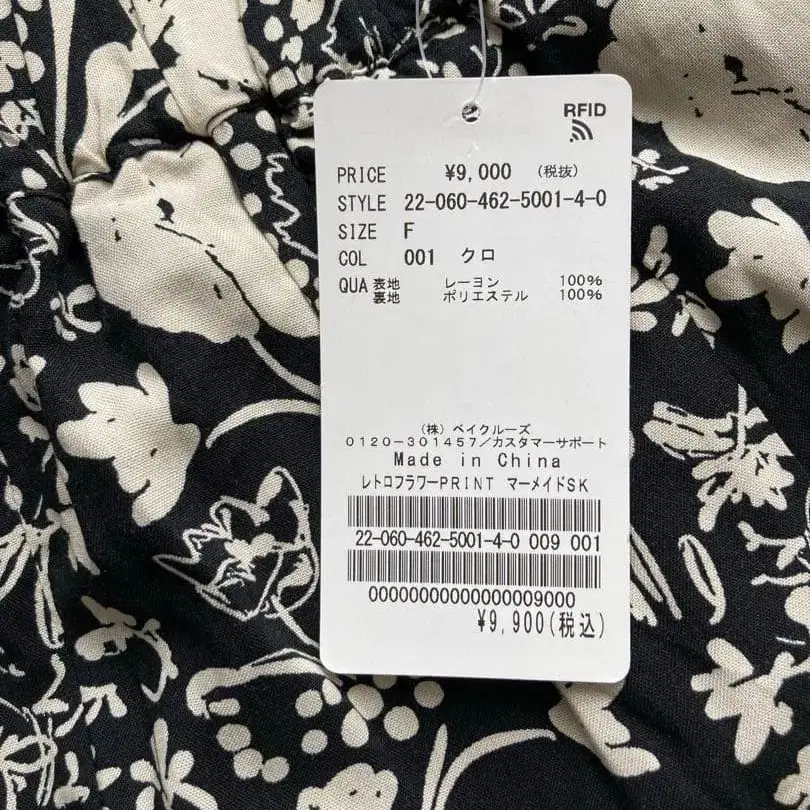 RFID
PRICE ¥9,000 (税抜)
STYLE 22-060-462-5001-4-0
SIZE F
COL 001 クロ
QUA 表地 レーヨン 100%
裏地 ポリエステル 100%
(株) ベイクルーズ
0120-301457/カスタマーサポート
Made in China
レトロフラワーPRINT マーメイドSK
22-060-462-5001-4-0 009 001
00000000000000009000
¥9,900(税込)